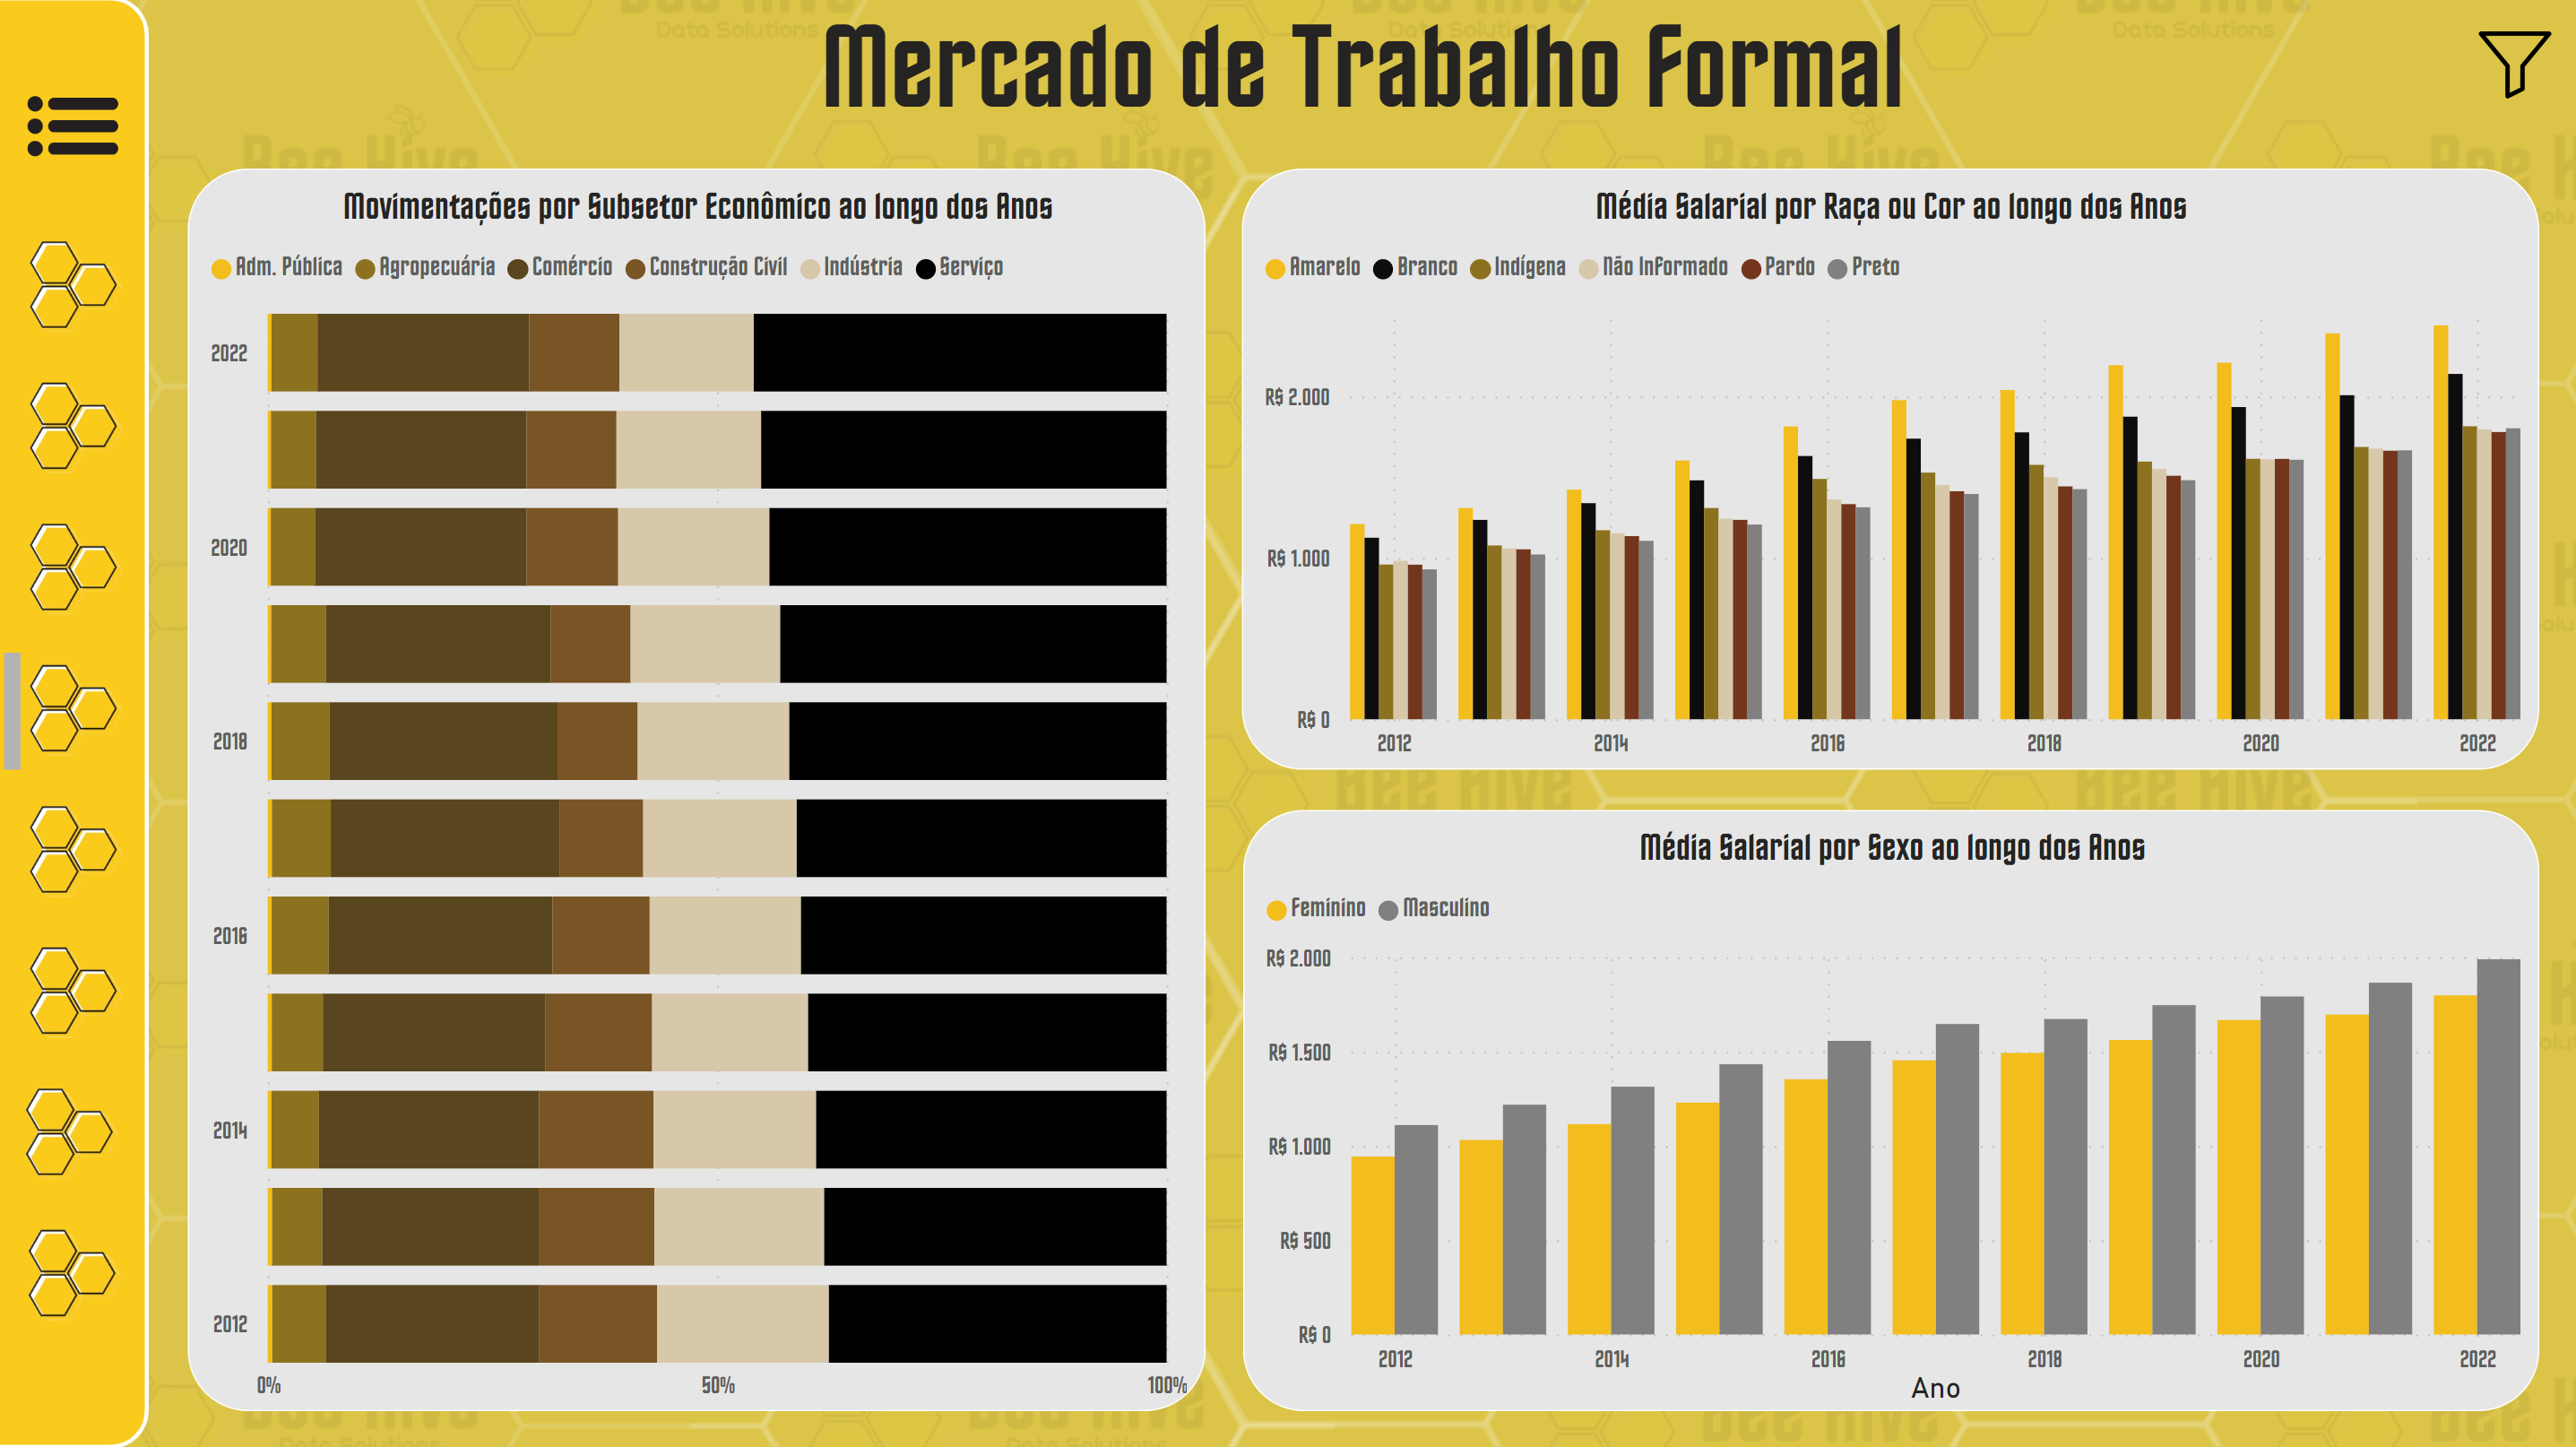 Mercado de Trabalho Formal
Movimentações por Subsetor Econômico ao longo dos Anos
Adm. Pública Agropecuária Comércio Construção Civil Indústria Serviço
2022
2020
2018
2016
2014
2012
0% 50% 100%
Média Salarial por Raça ou Cor ao longo dos Anos
Amarelo Branco Indígena Não Informado Pardo Preto
R$ 2.000
R$ 1.000
R$ 0
2012 2014 2016 2018 2020 2022
Média Salarial por Sexo ao longo dos Anos
Feminino Masculino
R$ 2.000
R$ 1.500
R$ 1.000
R$ 500
R$ 0
2012 2014 2016 2018 2020 2022
Ano
Bee Hive
Data Solutions